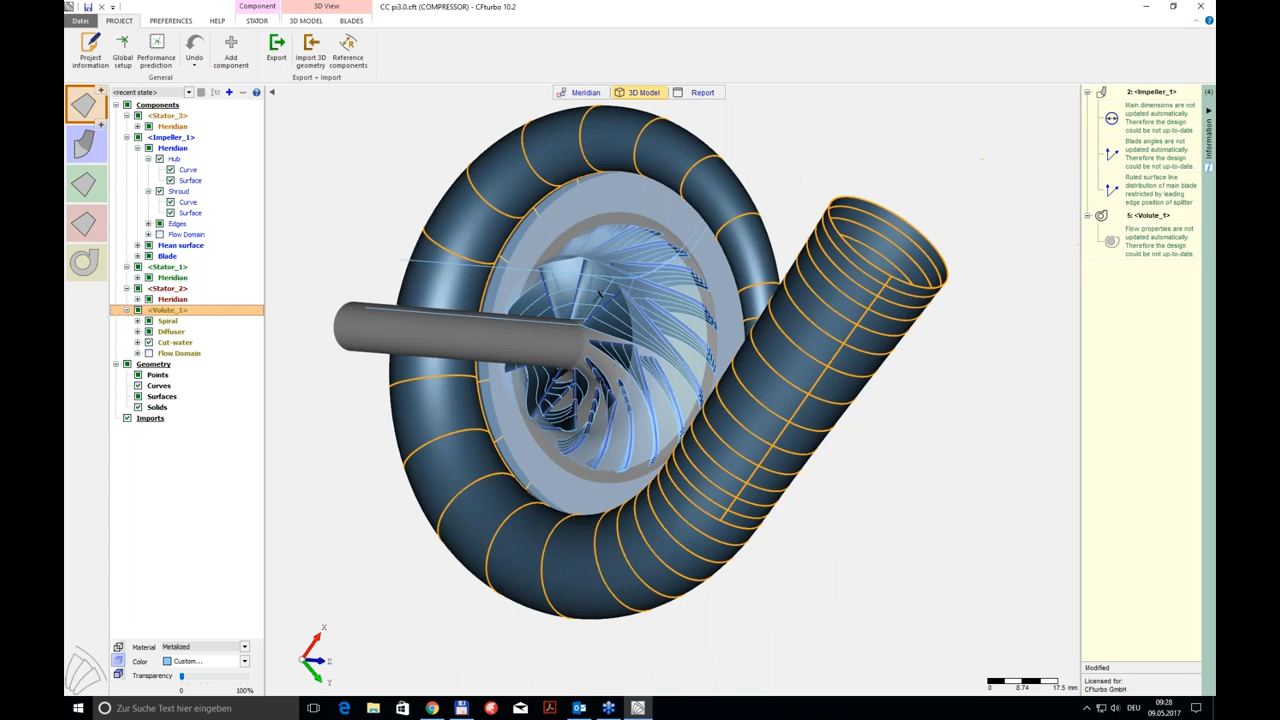 Component
3D View
CC pi3.cft (COMPRESSOR) - CFturbo 10.2
Datei
PROJECT
PREFERENCES
HELP
STATOR
3D MODEL
BLADES
Project information
Global setup
Performance prediction
Undo
Add component
Export
Import 3D geometry
Reference components
General
Export + Import
<recent state>
Meridian
3D Model
Report
Components
<Stator_3>
Meridian
<Impeller_1>
Meridian
Hub
Curve
Surface
Shroud
Curve
Surface
Edges
Flow Domain
Mean surface
Blade
<Stator_1>
Meridian
<Stator_2>
Meridian
<Volute_1>
Spiral
Diffuser
Cut-water
Flow Domain
Geometry
Points
Curves
Surfaces
Solids
Imports
Material
Metalized
Color
Custom...
Transparency
0
100%
X
Z
Y
0 8.74 17.5 mm
2: <Impeller_1>
Main dimensions are not
updated automatically.
Therefore the design
could be not up-to-date.
Blade angles are not
updated automatically.
Therefore the design
could be not up-to-date.
Ruled surface line
distribution of main blade
restricted by leading
edge position of splitter
5: <Volute_1>
Flow properties are not
updated automatically.
Therefore the design
could be not up-to-date.
(4)
Information
Modified
Licensed for:
CFturbo GmbH
Zur Suche Text hier eingeben
DEU
09:28
09.05.2017